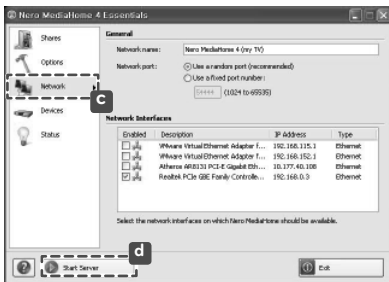 Nero MediaHome 4 Essentials
Shares
Options
Network
c
Devices
Status
General
Network name: Nero MediaHome 4 (my TV)
Network port: Use a random port (recommended)
Use a fixed port number:
(1024 to 65535)
Network Interfaces
Enabled Description IP Address Type
VMware Virtual Ethernet Adapter f... 192.168.115.1 Ethernet
VMware Virtual Ethernet Adapter f... 192.168.152.1 Ethernet
Atheros AR8131 PCI-E Gigabit Eth... 10.177.40.108 Ethernet
Realtek PCIe GBE Family Controlle... 192.168.0.3 Ethernet
Select the network interfaces on which Nero MediaHome should be available.
d
Start Server
Exit